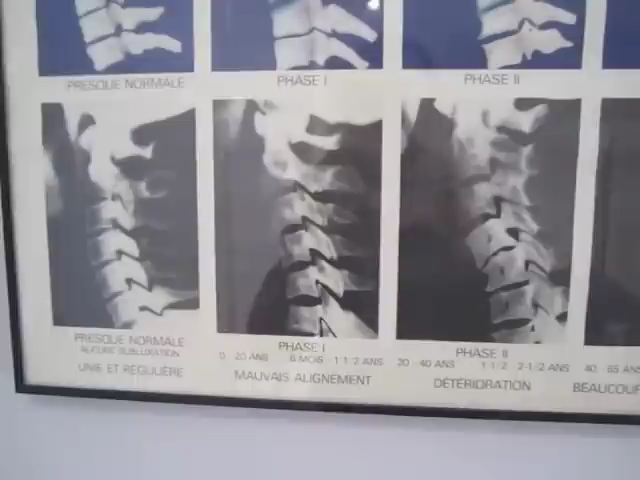 PRESQUE NORMALE
PHASE I
PHASE II
PRESQUE NORMALE
AUCUNE SUBLUXATION
UNIE ET RÉGULIÈRE
PHASE I
0 - 20 ANS 6 MOIS - 1-1/2 ANS
MAUVAIS ALIGNEMENT
PHASE II
20 - 40 ANS 1-1/2 2-1/2 ANS
DÉTÉRIORATION
40 65 ANS